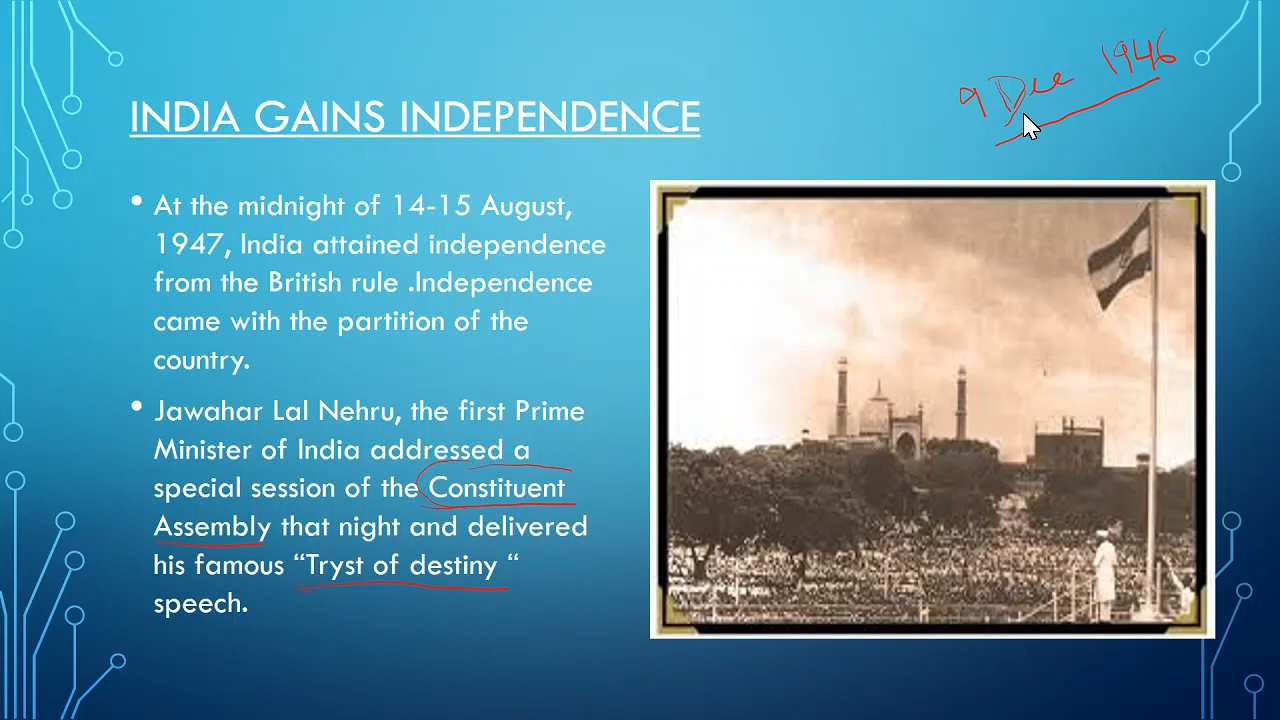 9 Dec 1946
INDIA GAINS INDEPENDENCE
• At the midnight of 14-15 August,
1947, India attained independence
from the British rule .Independence
came with the partition of the
country.
• Jawahar Lal Nehru, the first Prime
Minister of India addressed a
special session of the Constituent
Assembly that night and delivered
his famous “Tryst of destiny “
speech.